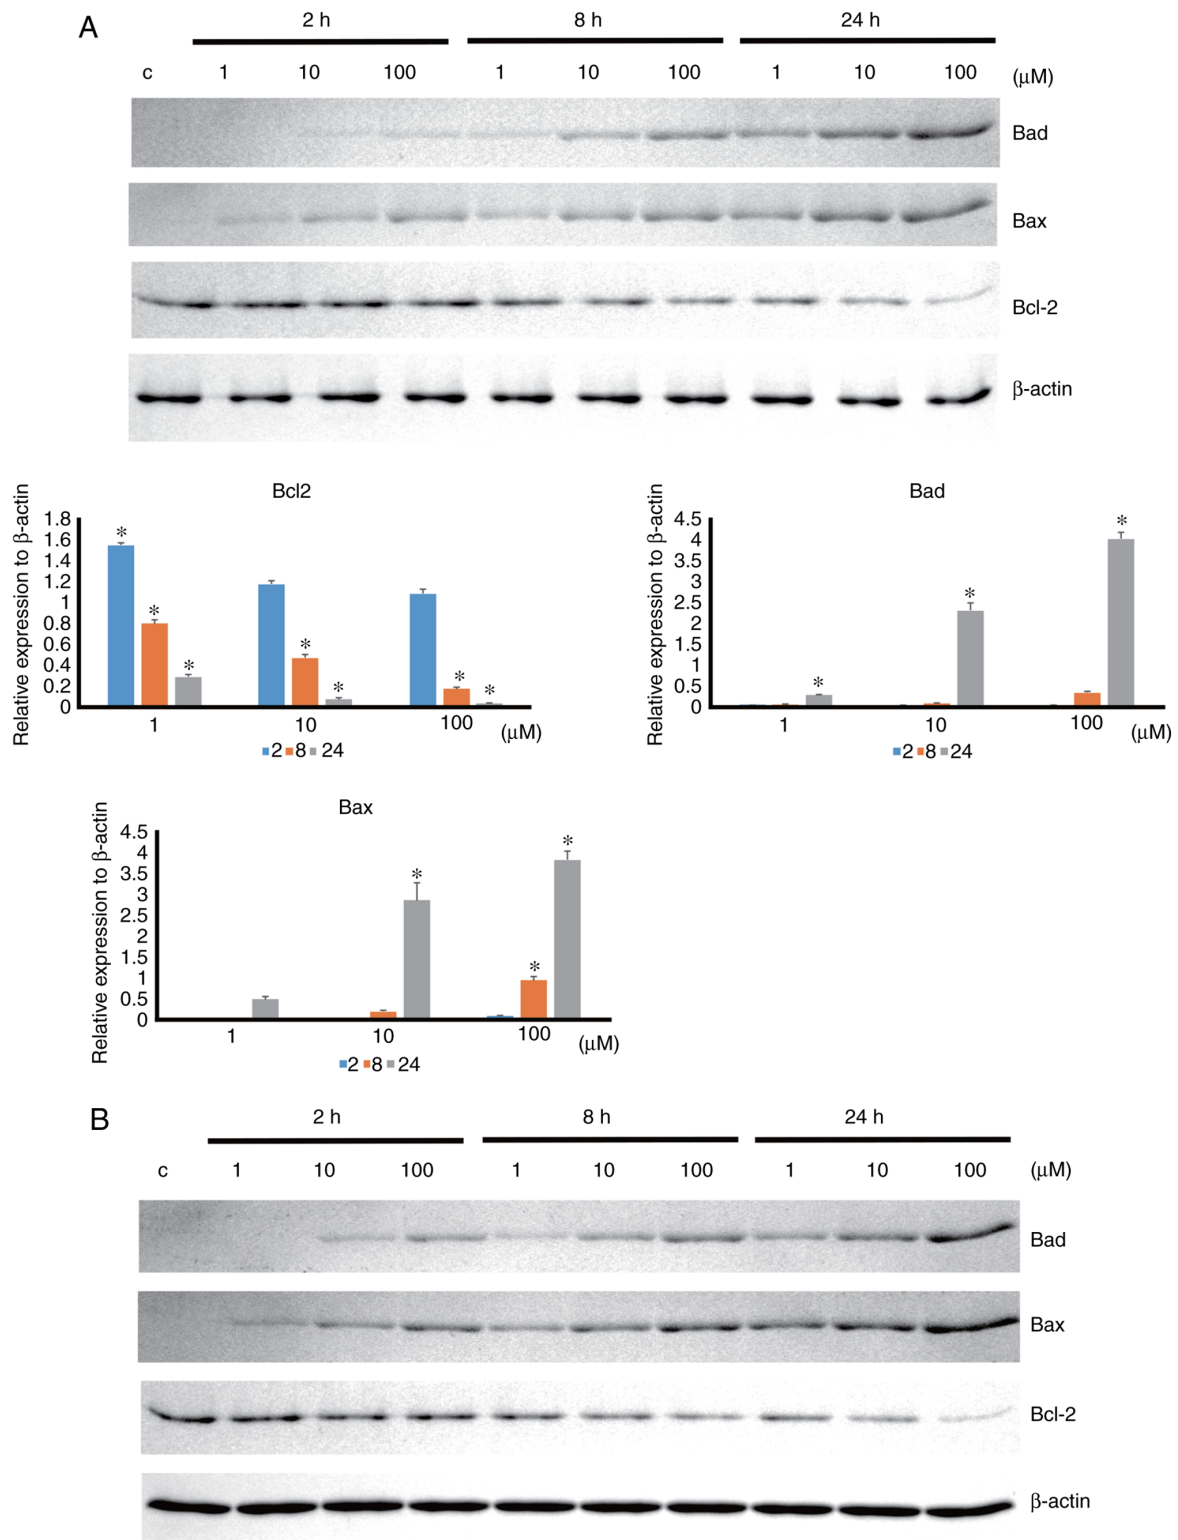 A
2 h 8 h 24 h
c 1 10 100 1 10 100 1 10 100 (μM)
Bad
Bax
Bcl-2
β-actin
Bcl2
Relative expression to β-actin
1.8
1.6
1.4
1.2
1
0.8
0.6
0.4
0.2
0
* * * * * * *
1 10 100 (μM)
2 8 24
Bad
Relative expression to β-actin
4.5
4
3.5
3
2.5
2
1.5
1
0.5
0
* * *
1 10 100 (μM)
2 8 24
Bax
Relative expression to β-actin
4.5
4
3.5
3
2.5
2
1.5
1
0.5
0
* * *
1 10 100 (μM)
2 8 24
B
2 h 8 h 24 h
c 1 10 100 1 10 100 1 10 100 (μM)
Bad
Bax
Bcl-2
β-actin